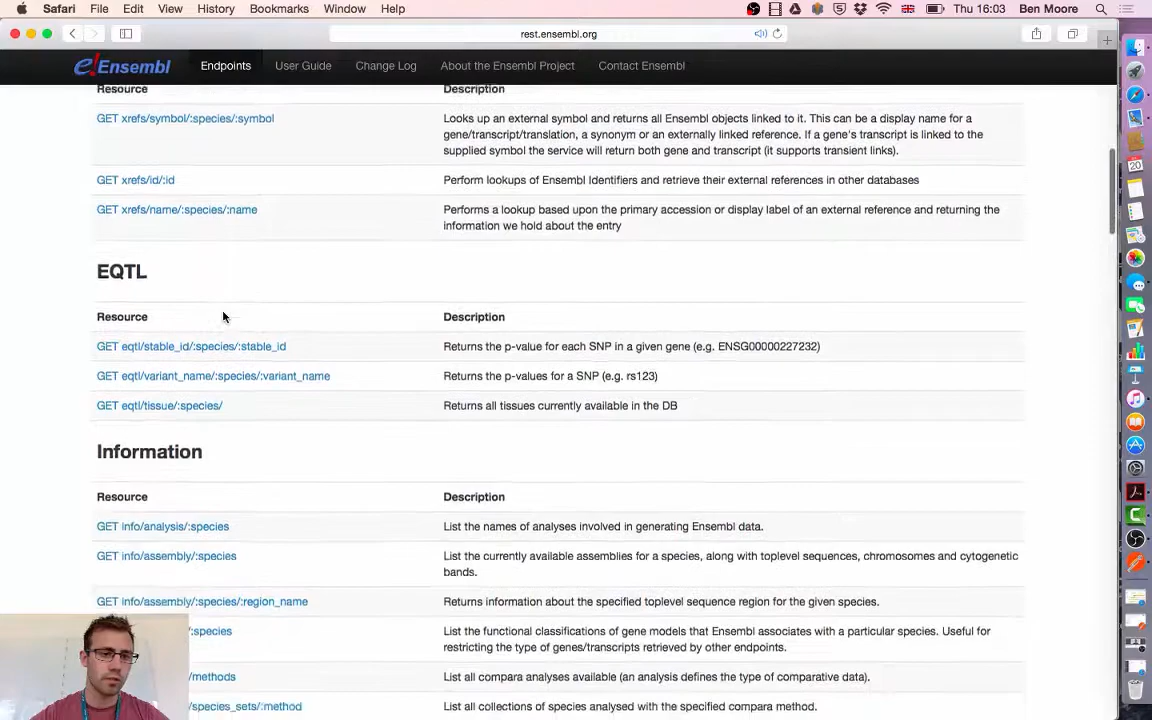 Safari File Edit View History Bookmarks Window Help Thu 16:03 Ben Moore
rest.ensembl.org
e!Ensembl Endpoints User Guide Change Log About the Ensembl Project Contact Ensembl
Resource Description
GET xrefs/symbol/:species/:symbol Looks up an external symbol and returns all Ensembl objects linked to it. This can be a display name for a
gene/transcript/translation, a synonym or an externally linked reference. If a gene's transcript is linked to the
supplied symbol the service will return both gene and transcript (it supports transient links).
GET xrefs/id/:id Perform lookups of Ensembl Identifiers and retrieve their external references in other databases
GET xrefs/name/:species/:name Performs a lookup based upon the primary accession or display label of an external reference and returning the
information we hold about the entry
EQTL
Resource Description
GET eqtl/stable_id/:species/:stable_id Returns the p-value for each SNP in a given gene (e.g. ENSG00000227232)
GET eqtl/variant_name/:species/:variant_name Returns the p-values for a SNP (e.g. rs123)
GET eqtl/tissue/:species/ Returns all tissues currently available in the DB
Information
Resource Description
GET info/analysis/:species List the names of analyses involved in generating Ensembl data.
GET info/assembly/:species List the currently available assemblies for a species, along with toplevel sequences, chromosomes and cytogenetic
bands.
GET info/assembly/:species/:region_name Returns information about the specified toplevel sequence region for the given species.
/:species List the functional classifications of gene models that Ensembl associates with a particular species. Useful for
restricting the type of genes/transcripts retrieved by other endpoints.
/methods List all compara analyses available (an analysis defines the type of comparative data).
/species_sets/:method List all collections of species analysed with the specified compara method.
20